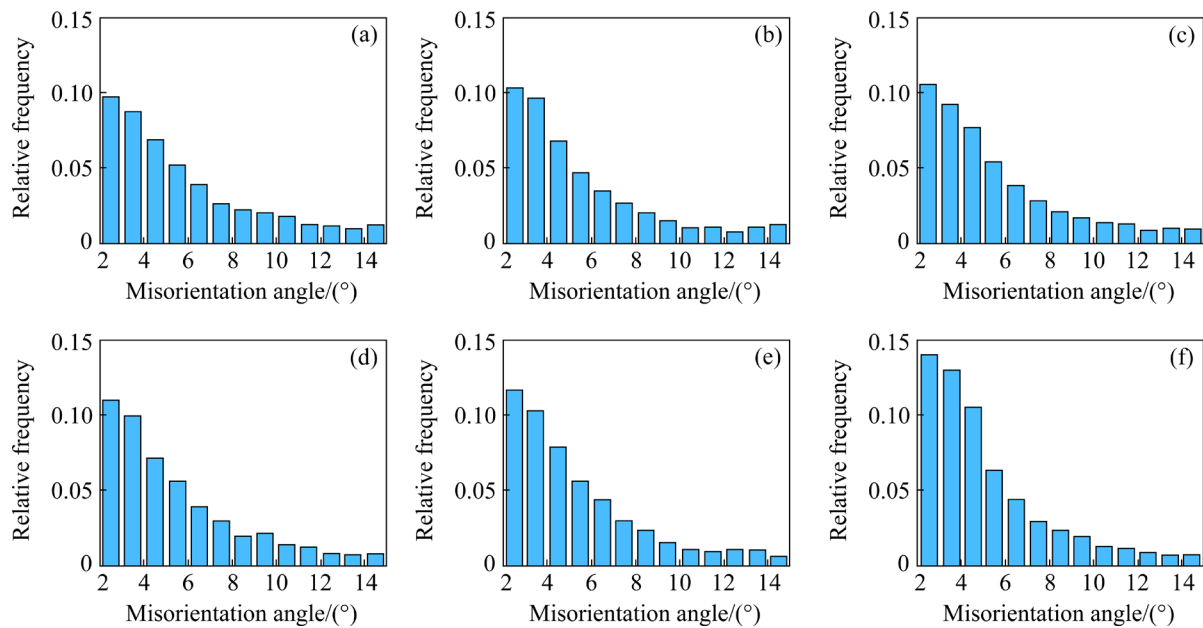 0.15
(a)
0.10
0.05
0
Relative frequency
2 4 6 8 10 12 14
Misorientation angle/(°)
0.15
(b)
0.10
0.05
0
Relative frequency
2 4 6 8 10 12 14
Misorientation angle/(°)
0.15
(c)
0.10
0.05
0
Relative frequency
2 4 6 8 10 12 14
Misorientation angle/(°)
0.15
(d)
0.10
0.05
0
Relative frequency
2 4 6 8 10 12 14
Misorientation angle/(°)
0.15
(e)
0.10
0.05
0
Relative frequency
2 4 6 8 10 12 14
Misorientation angle/(°)
0.15
(f)
0.10
0.05
0
Relative frequency
2 4 6 8 10 12 14
Misorientation angle/(°)